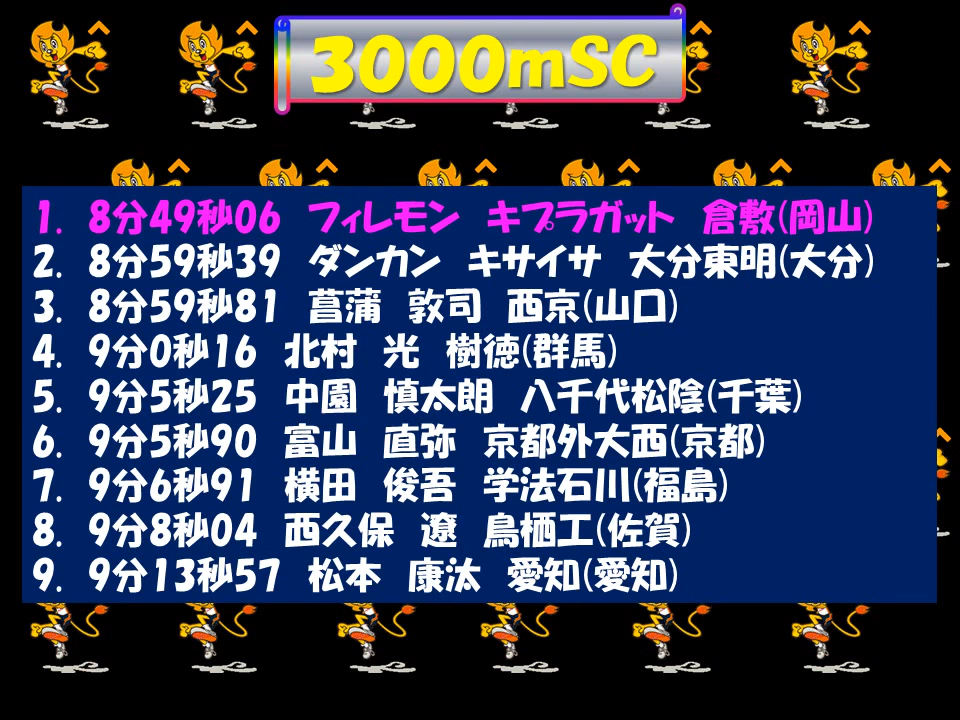 3000mSC
1. 8分49秒06 フィレモン キプラガット 倉敷(岡山)
2. 8分59秒39 ダンカン キサイサ 大分東明(大分)
3. 8分59秒81 菖蒲 敦司 西京(山口)
4. 9分0秒16 北村 光 樹徳(群馬)
5. 9分5秒25 中園 慎太朗 八千代松陰(千葉)
6. 9分5秒90 富山 直弥 京都外大西(京都)
7. 9分6秒91 横田 俊吾 学法石川(福島)
8. 9分8秒04 西久保 遼 鳥栖工(佐賀)
9. 9分13秒57 松本 康汰 愛知(愛知)